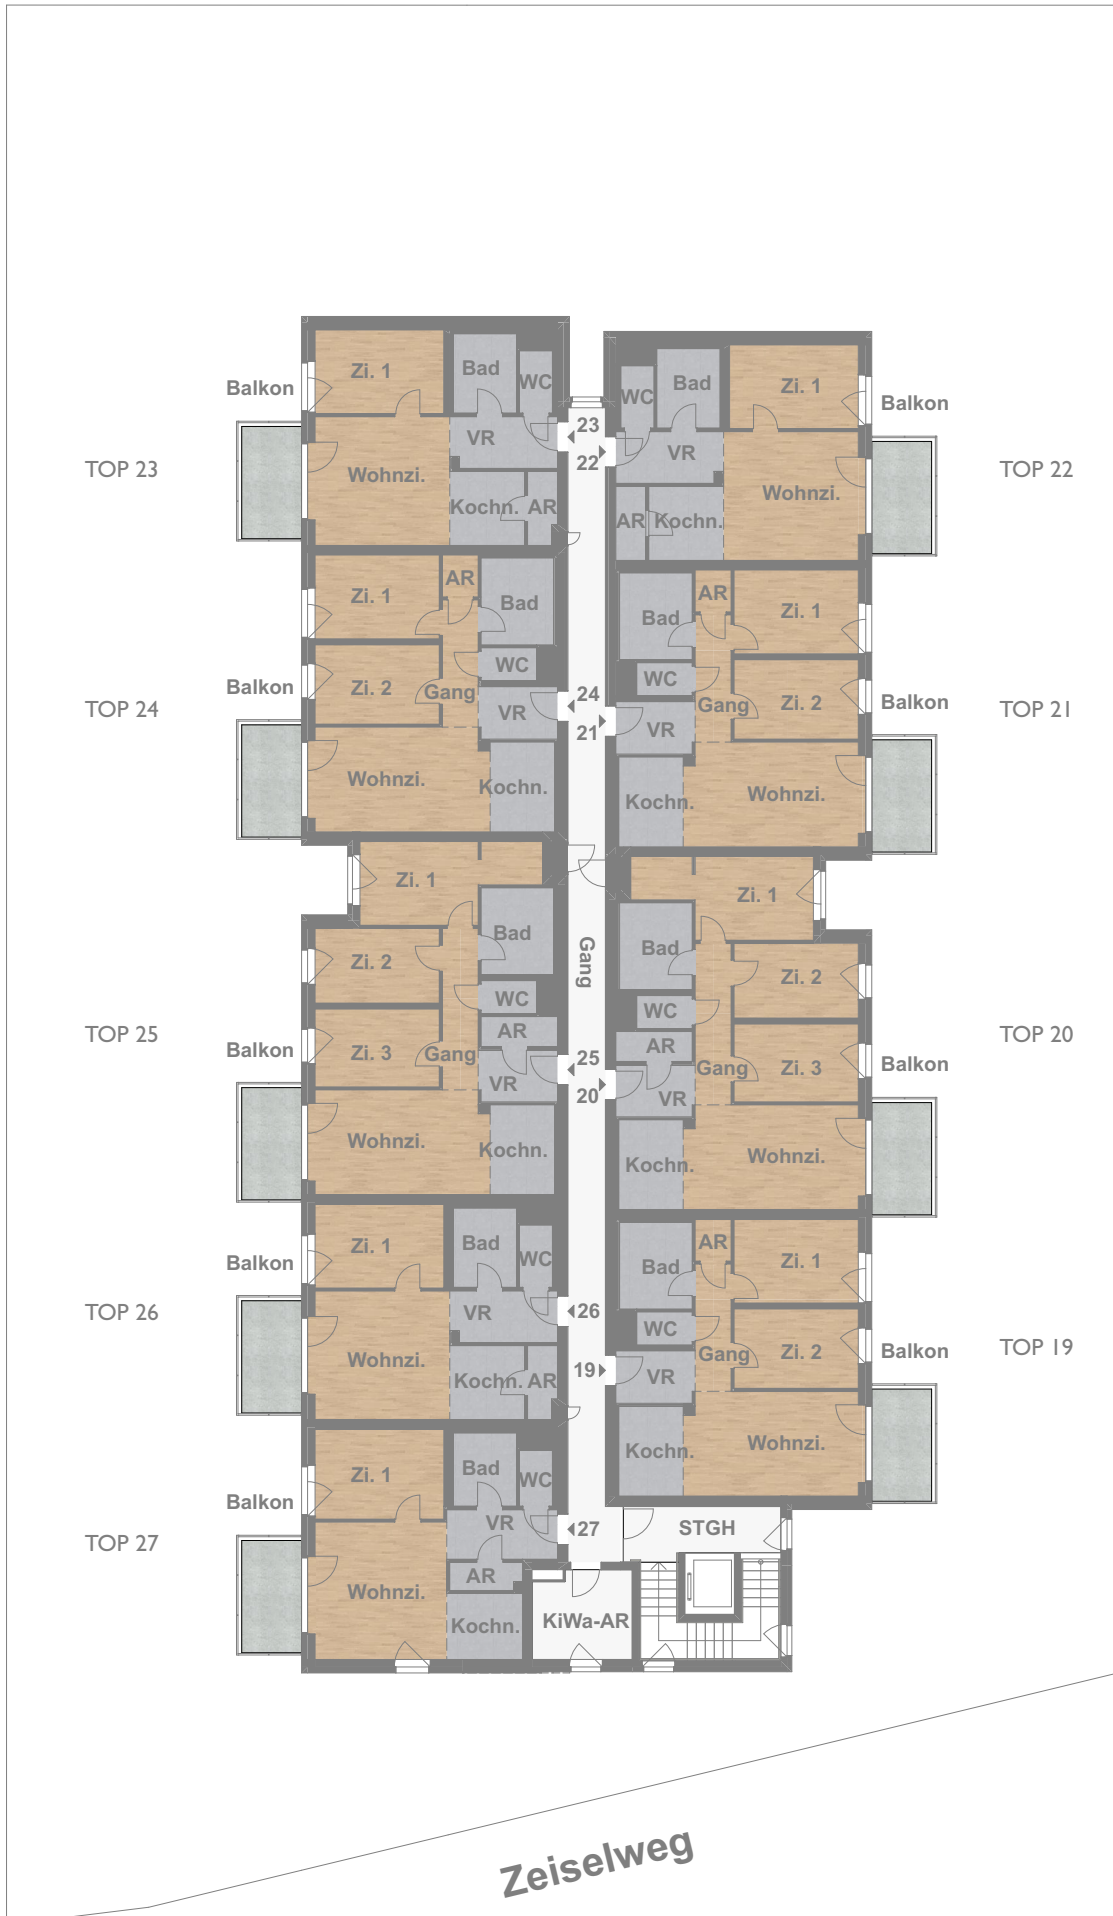 Zi. 1
Bad
WC
Balkon
VR
23
22
TOP 23
Wohnzi.
Kochn.
AR
WC
Bad
Zi. 1
Balkon
VR
TOP 22
Wohnzi.
AR
Kochn.
Zi. 1
AR
Bad
WC
Balkon
Zi. 2
Gang
24
21
TOP 24
VR
Wohnzi.
Kochn.
Bad
AR
Zi. 1
WC
Gang
Zi. 2
Balkon
TOP 21
VR
Kochn.
Wohnzi.
Zi. 1
Bad
Zi. 2
WC
Gang
TOP 25
AR
Balkon
Zi. 3
Gang
VR
25
20
Wohnzi.
Kochn.
Zi. 1
Bad
Zi. 2
WC
TOP 20
AR
Gang
Zi. 3
Balkon
VR
Kochn.
Wohnzi.
Zi. 1
Bad
WC
Balkon
TOP 26
VR
26
Wohnzi.
Kochn.
AR
19
AR
Zi. 1
Bad
WC
Gang
Zi. 2
Balkon
TOP 19
VR
Kochn.
Wohnzi.
Zi. 1
Bad
WC
Balkon
VR
27
STGH
TOP 27
AR
Wohnzi.
Kochn.
KiWa-AR
Zeiselweg